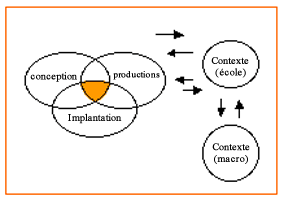 conception
productions
Implantation
Contexte
(école)
Contexte
(macro)